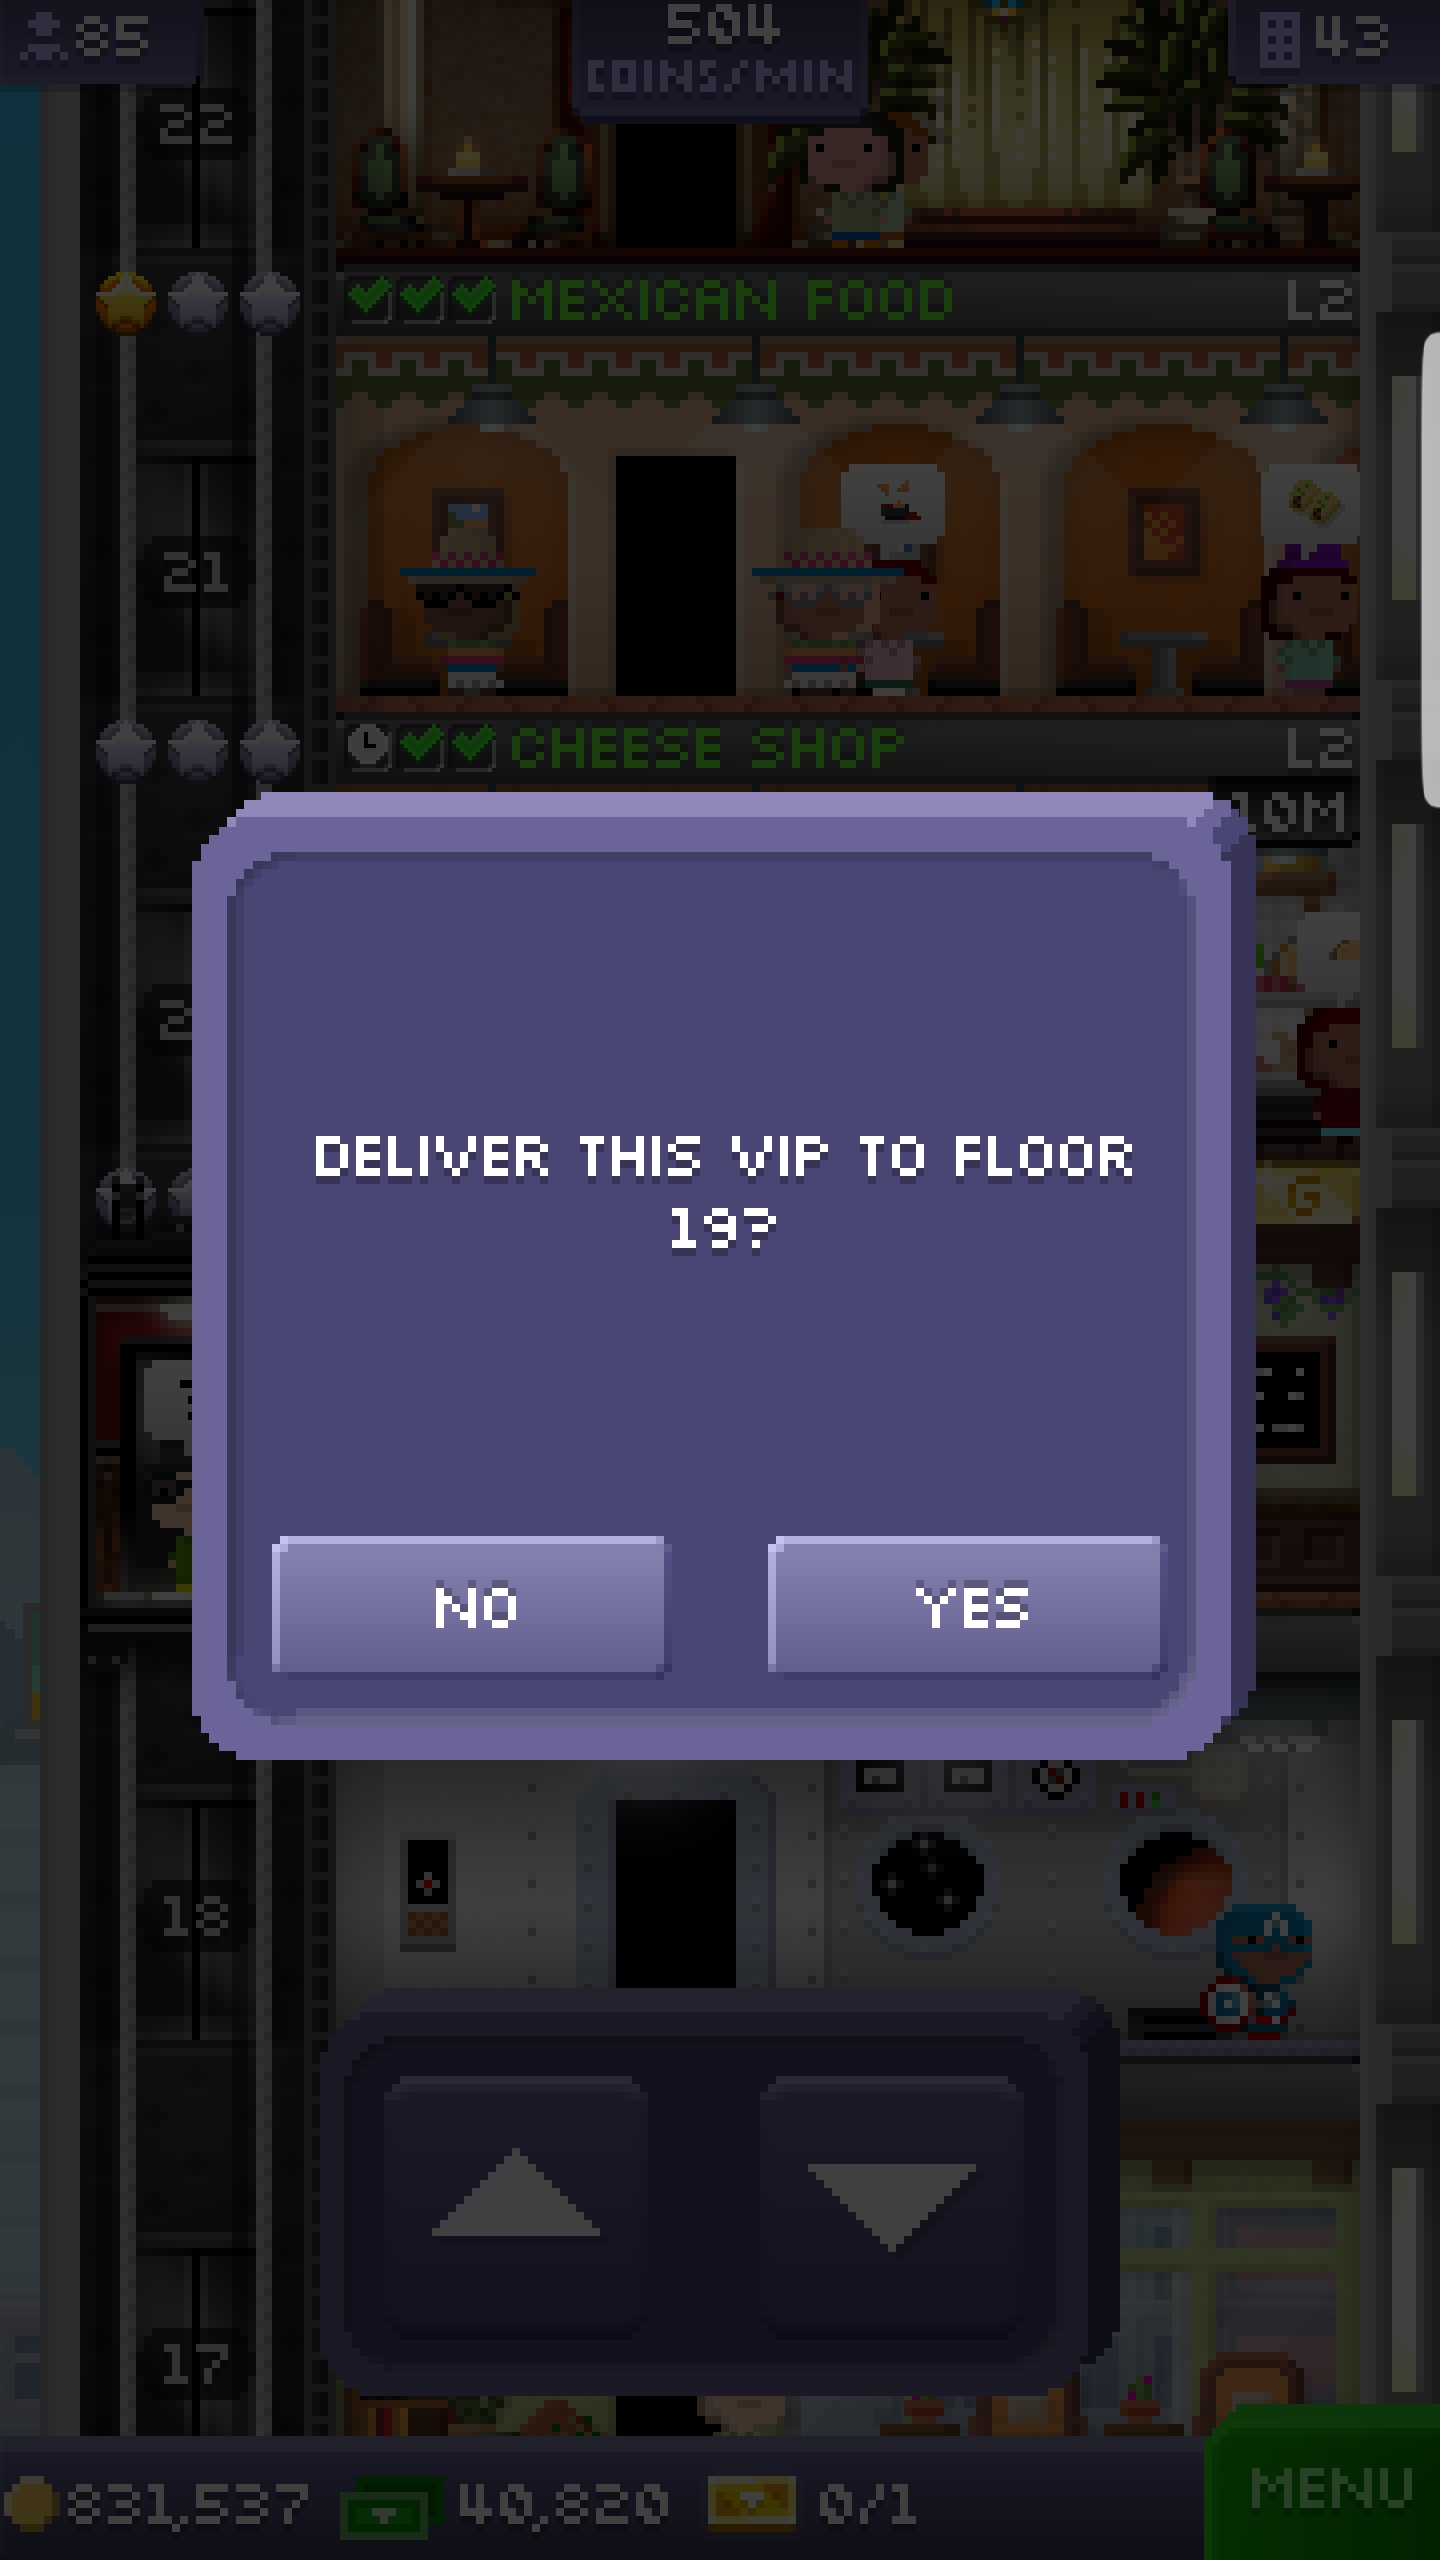 85
504
COINS/MIN
43
22
MEXICAN FOOD
L2
21
CHEESE SHOP
L2
10M
DELIVER THIS VIP TO FLOOR
19?
NO
YES
18
17
831,537
40,820
0/1
MENU